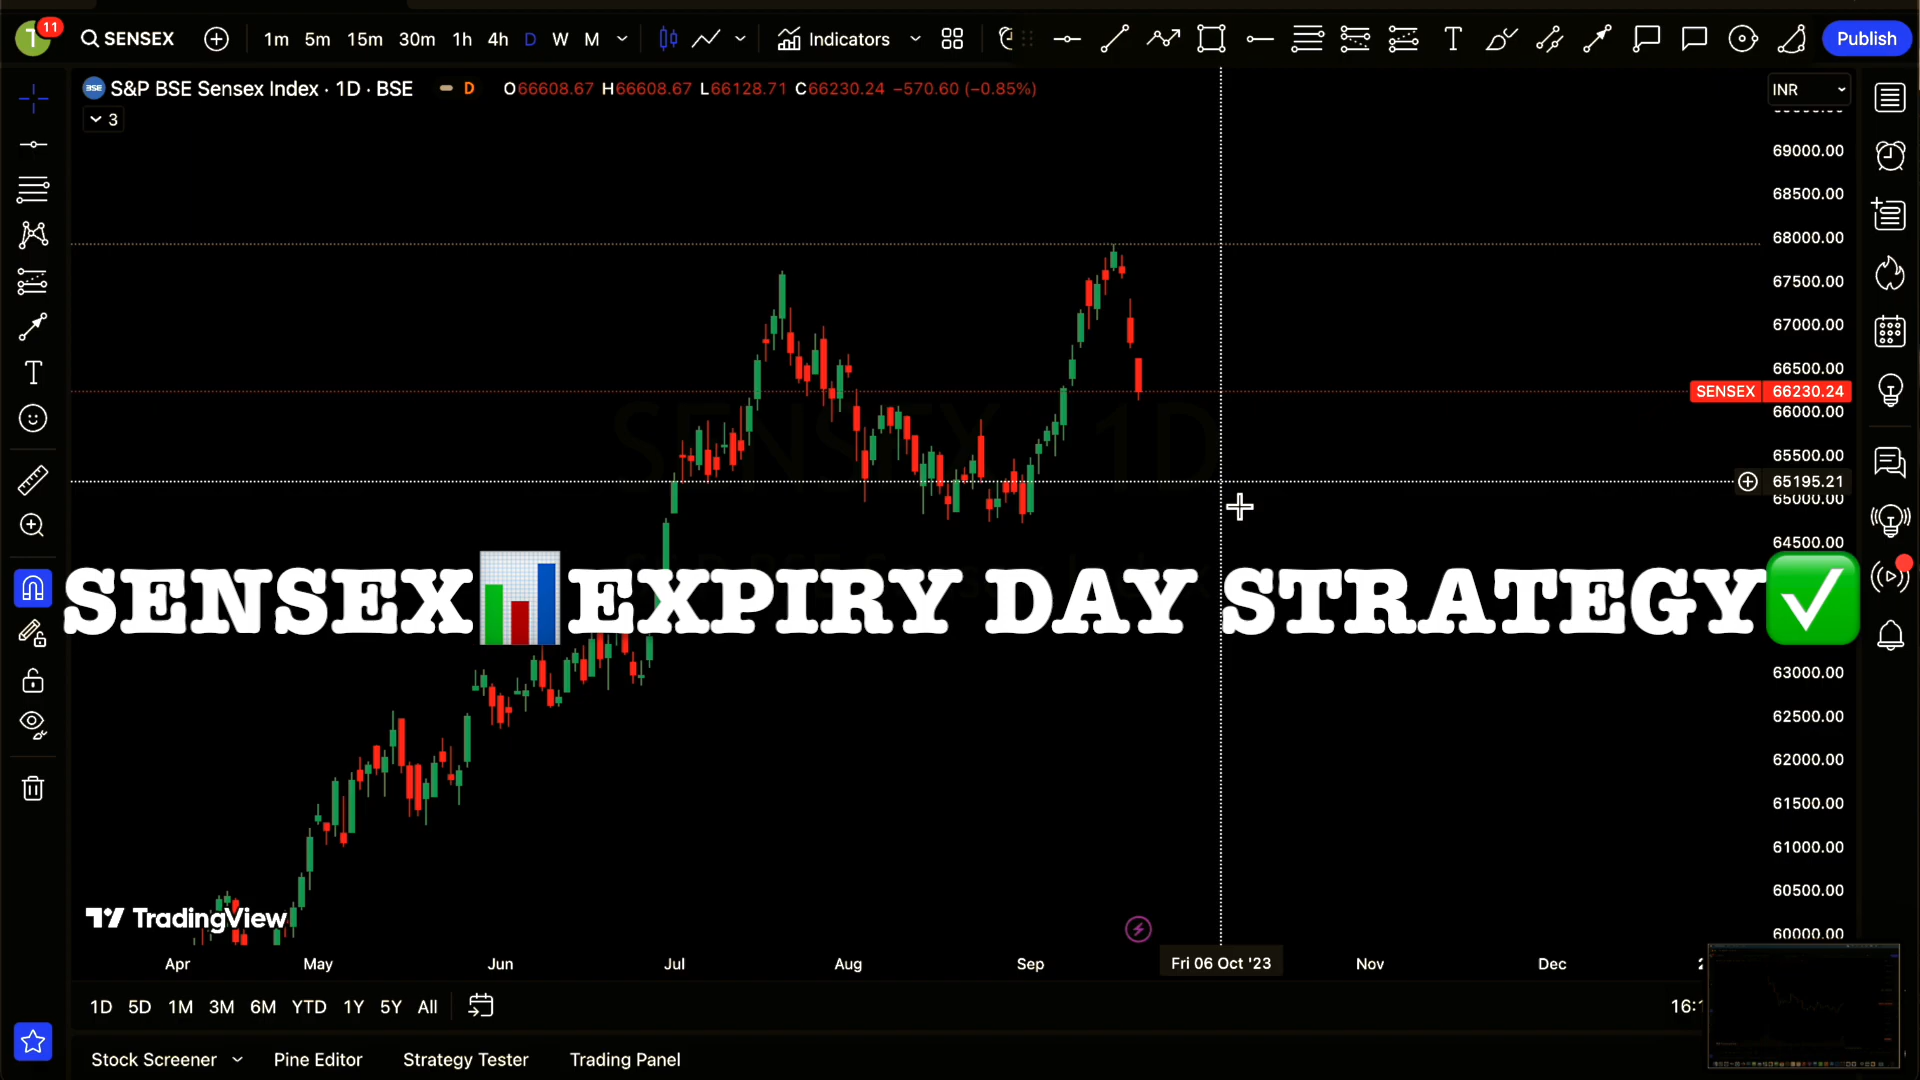 T 11 SENSEX 1m 5m 15m 30m 1h 4h D W M Indicators T Publish
BSE S&P BSE Sensex Index · 1D · BSE D O66608.67 H66608.67 L66128.71 C66230.24 −570.60 (−0.85%) INR
3
69000.00
68500.00
68000.00
67500.00
67000.00
66500.00
SENSEX 66230.24
66000.00
65500.00
65195.21
65000.00
64500.00
SENSEX📊EXPIRY DAY STRATEGY✅
63000.00
62500.00
62000.00
61500.00
61000.00
60500.00
TradingView
60000.00
Apr May Jun Jul Aug Sep Fri 06 Oct '23 Nov Dec
1D 5D 1M 3M 6M YTD 1Y 5Y All
Stock Screener Pine Editor Strategy Tester Trading Panel